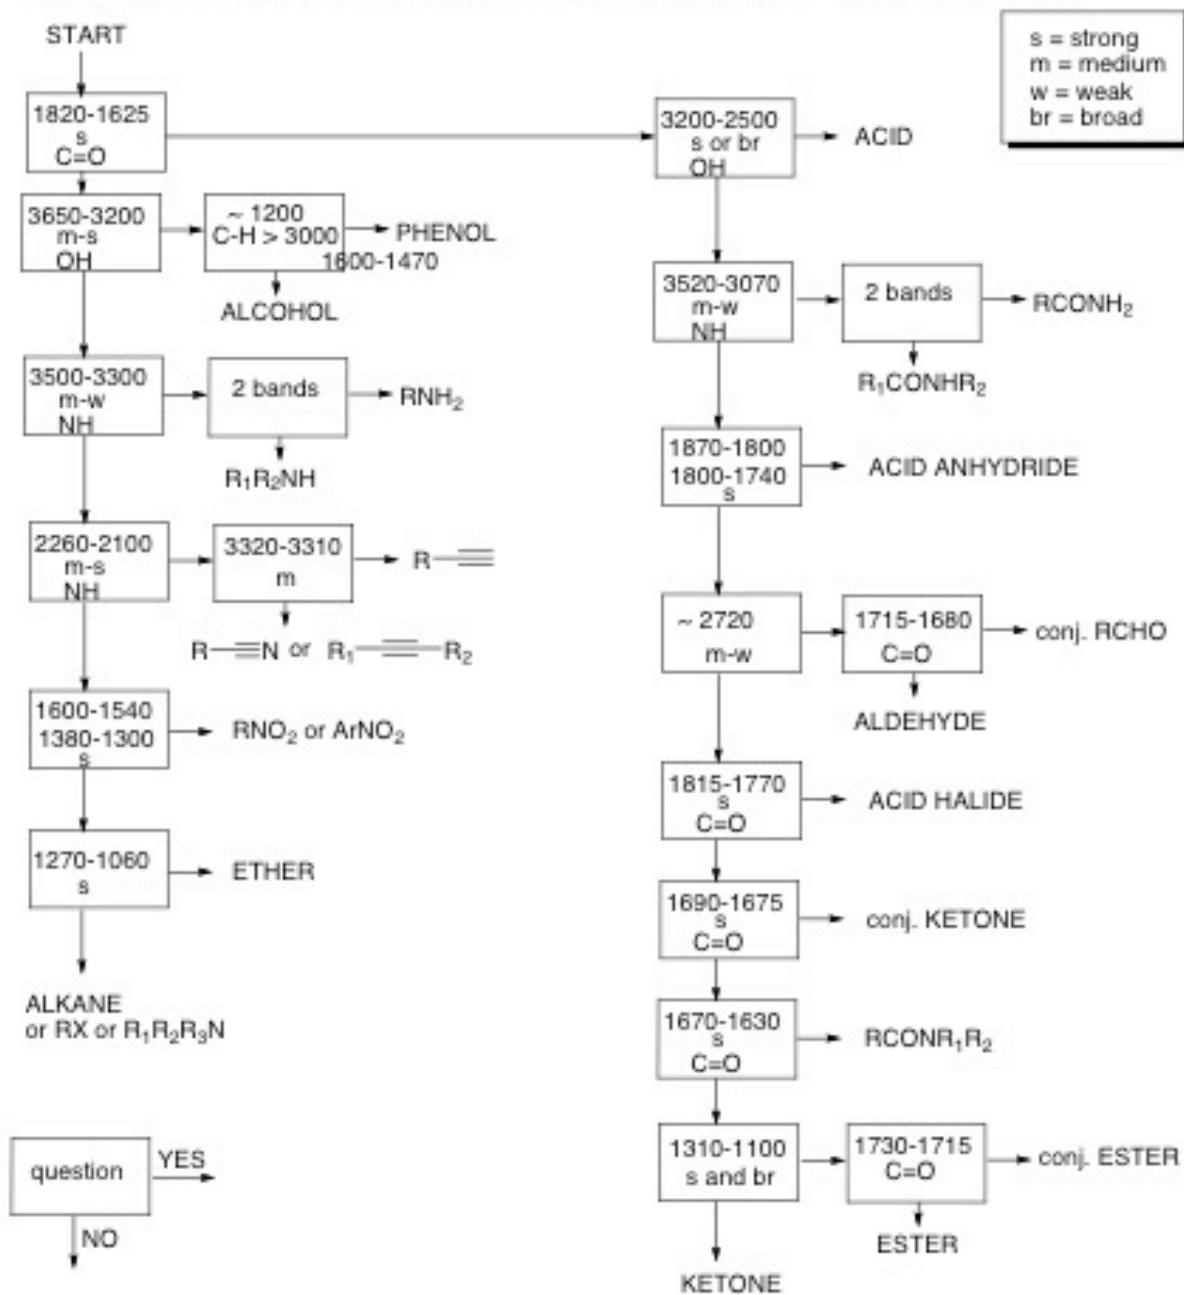 START
s = strong
m = medium
w = weak
br = broad
1820-1625
s
C=O
3200-2500
s or br
OH
ACID
3650-3200
m-s
OH
~ 1200
C-H > 3000
1600-1470
PHENOL
ALCOHOL
3520-3070
m-w
NH
2 bands
RCONH₂
R₁CONHR₂
3500-3300
m-w
NH
2 bands
RNH₂
R₁R₂NH
1870-1800
1800-1740
s
ACID ANHYDRIDE
2260-2100
m-s
NH
3320-3310
m
R
R N or R₁ R₂
~ 2720
m-w
1715-1680
C=O
conj. RCHO
ALDEHYDE
1600-1540
1380-1300
s
RNO₂ or ArNO₂
1815-1770
s
C=O
ACID HALIDE
1270-1060
s
ETHER
1690-1675
s
C=O
conj. KETONE
ALKANE
or RX or R₁R₂R₃N
1670-1630
s
C=O
RCONR₁R₂
question
YES
NO
1310-1100
s and br
1730-1715
C=O
conj. ESTER
ESTER
KETONE